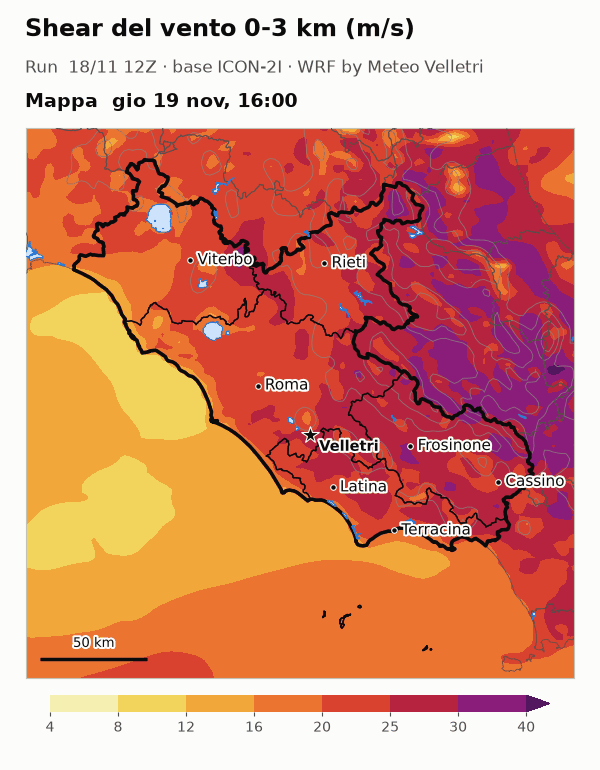 Shear del vento 0-3 km (m/s)
Run  18/11 12Z · base ICON-2I · WRF by Meteo Velletri
Mappa  gio 19 nov, 16:00
Viterbo
Rieti
Roma
Velletri
Frosinone
Latina
Cassino
Terracina
50 km
4 8 12 16 20 25 30 40